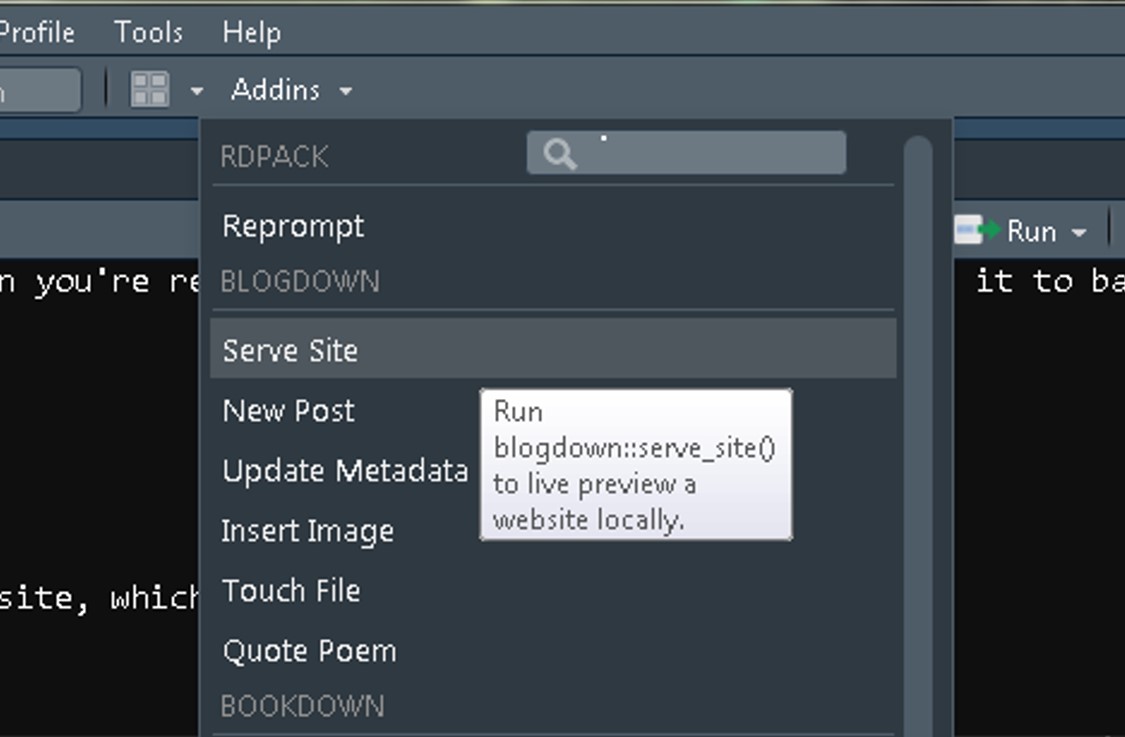 Profile Tools Help
Addins
RDPACK
Reprompt
Run
n you're re it to ba
BLOGDOWN
Serve Site
New Post
Run
blogdown::serve_site()
to live preview a
website locally.
Update Metadata
Insert Image
Touch File
site, which
Quote Poem
BOOKDOWN